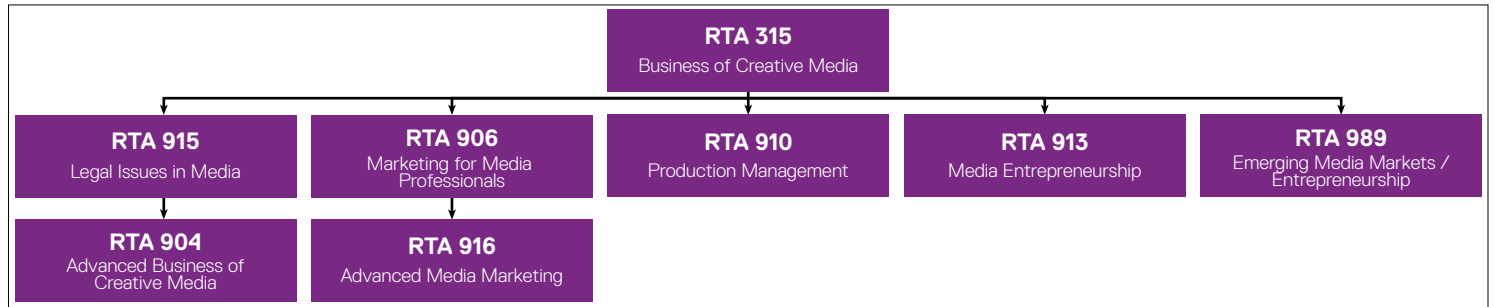 RTA 315
Business of Creative Media
RTA 915
Legal Issues in Media
RTA 906
Marketing for Media
Professionals
RTA 910
Production Management
RTA 913
Media Entrepreneurship
RTA 989
Emerging Media Markets /
Entrepreneurship
RTA 904
Advanced Business of
Creative Media
RTA 916
Advanced Media Marketing